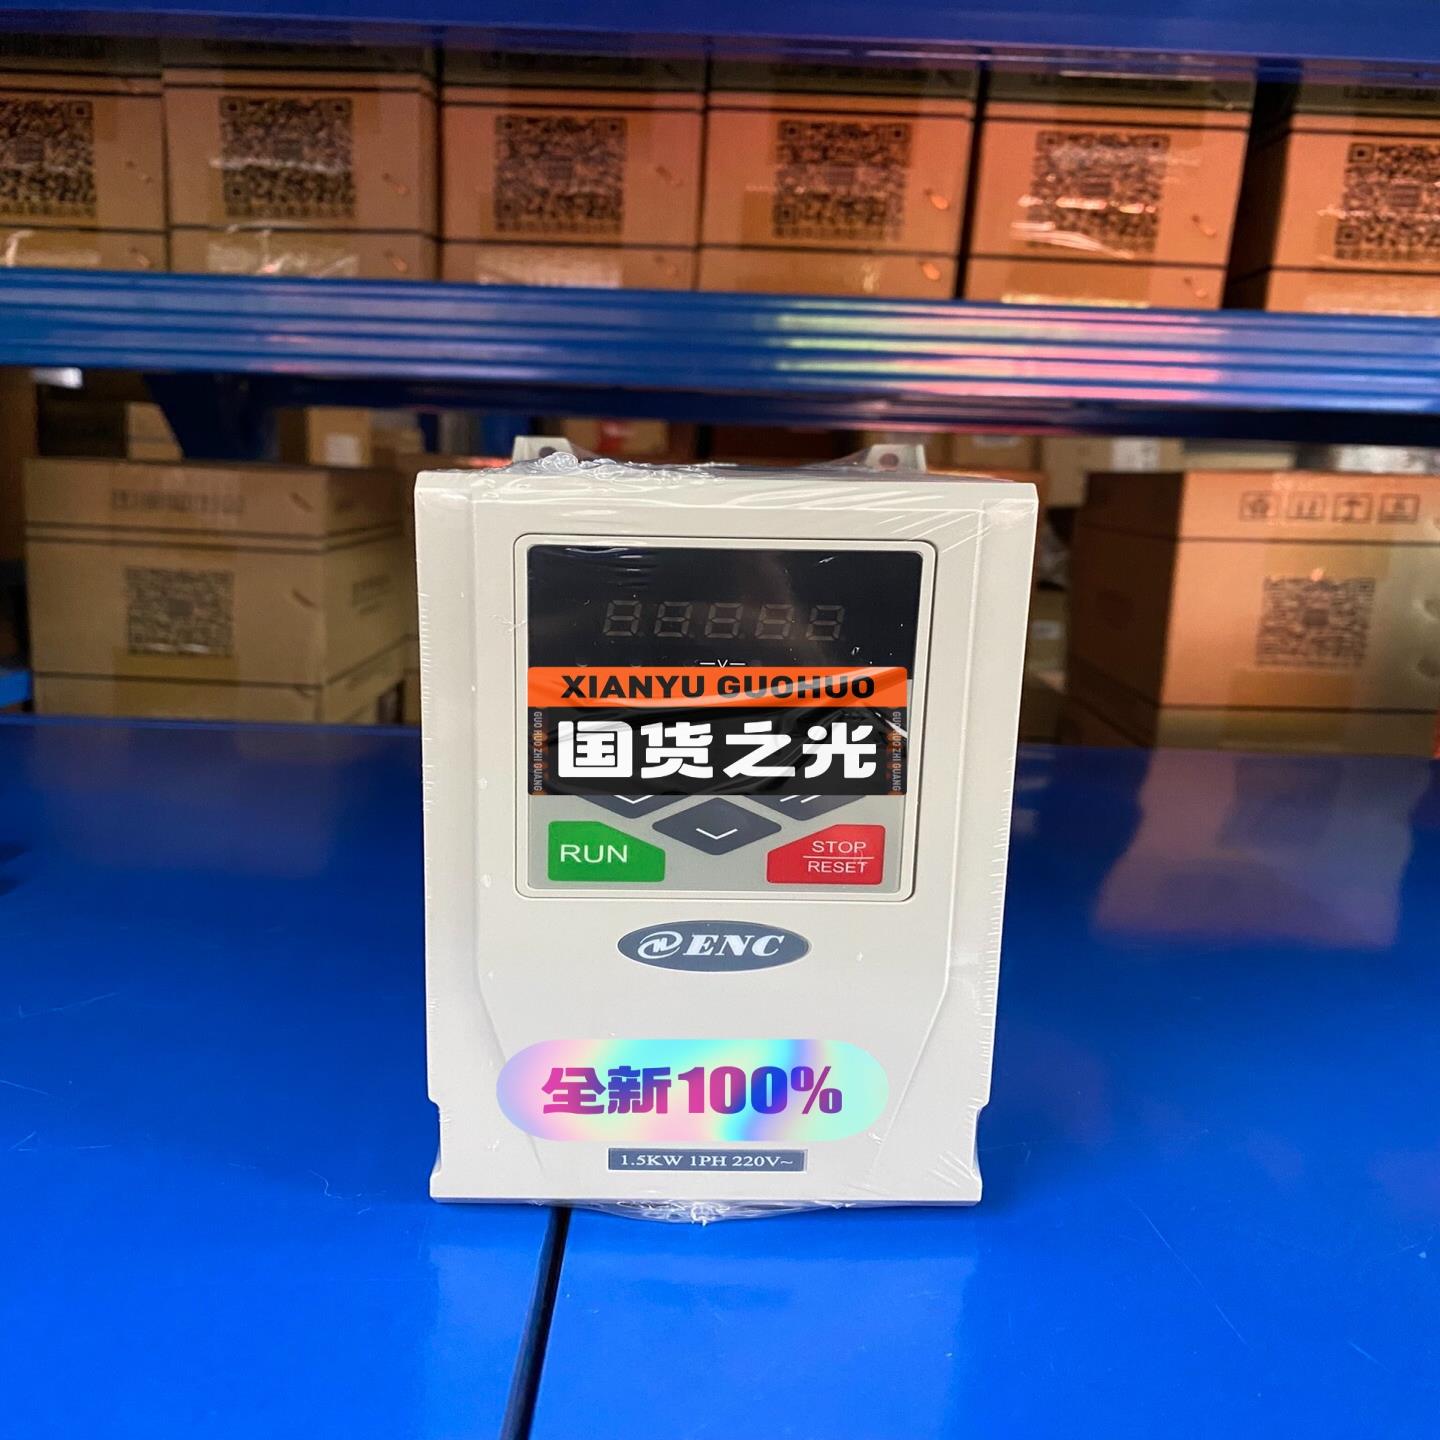 XIANYU GUOHUO
国货之光
GUO HUO ZHI GUANG
GUO HUO ZHI GUANG
RUN
STOP
RESET
ENC
全新100%
1.5KW 1PH 220V~